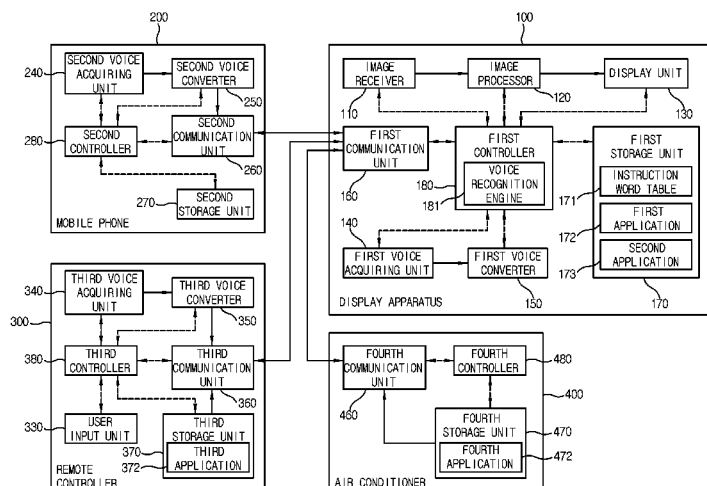 200
SECOND VOICE
ACQUIRING
UNIT
240
SECOND VOICE
CONVERTER
250
SECOND
CONTROLLER
280
SECOND
COMMUNICATION
UNIT
260
SECOND
STORAGE UNIT
270
MOBILE PHONE
100
IMAGE
RECEIVER
110
IMAGE
PROCESSOR
120
DISPLAY UNIT
130
FIRST
COMMUNICATION
UNIT
160
FIRST
CONTROLLER
180
VOICE
RECOGNITION
ENGINE
181
FIRST
STORAGE UNIT
INSTRUCTION
WORD TABLE
171
FIRST
APPLICATION
172
SECOND
APPLICATION
173
170
140
FIRST VOICE
ACQUIRING UNIT
FIRST VOICE
CONVERTER
150
DISPLAY APPARATUS
300
THIRD VOICE
ACQUIRING
UNIT
340
THIRD VOICE
CONVERTER
350
THIRD
CONTROLLER
380
THIRD
COMMUNICATION
UNIT
360
USER
INPUT UNIT
330
THIRD
STORAGE UNIT
370
THIRD
APPLICATION
372
REMOTE
CONTROLLER
FOURTH
COMMUNICATION
UNIT
460
FOURTH
CONTROLLER
480
400
FOURTH
STORAGE UNIT
470
FOURTH
APPLICATION
472
AIR CONDITIONER